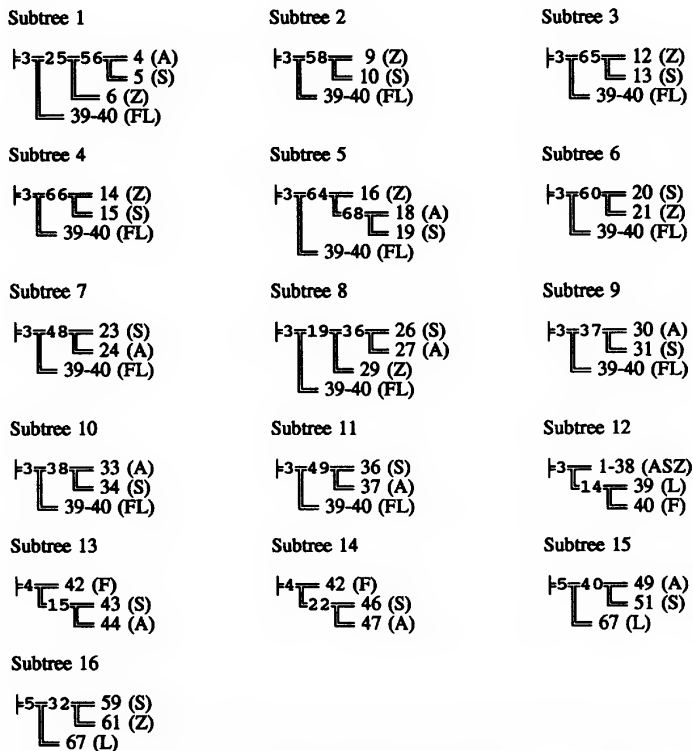 Subtree 1 Subtree 2 Subtree 3
3 25 56 4 (A) 3 58 9 (Z) 3 65 12 (Z)
5 (S) 10 (S) 13 (S)
6 (Z) 39-40 (FL) 39-40 (FL)
39-40 (FL)
Subtree 4 Subtree 5 Subtree 6
3 66 14 (Z) 3 64 16 (Z) 3 60 20 (S)
15 (S) 68 18 (A) 21 (Z)
39-40 (FL) 19 (S) 39-40 (FL)
39-40 (FL)
Subtree 7 Subtree 8 Subtree 9
3 48 23 (S) 3 19 36 26 (S) 3 37 30 (A)
24 (A) 27 (A) 31 (S)
39-40 (FL) 29 (Z) 39-40 (FL)
39-40 (FL)
Subtree 10 Subtree 11 Subtree 12
3 38 33 (A) 3 49 36 (S) 3 1-38 (ASZ)
34 (S) 37 (A) 14 39 (L)
39-40 (FL) 39-40 (FL) 40 (F)
Subtree 13 Subtree 14 Subtree 15
4 42 (F) 4 42 (F) 5 40 49 (A)
15 43 (S) 22 46 (S) 51 (S)
44 (A) 47 (A) 67 (L)
Subtree 16
5 32 59 (S)
61 (Z)
67 (L)